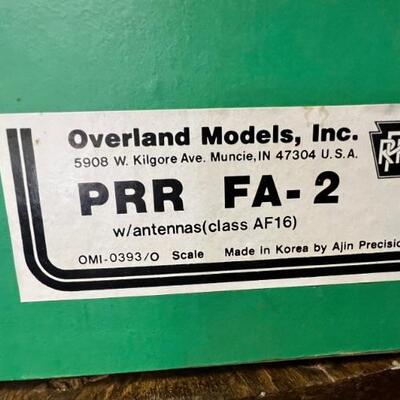 Overland Models, Inc.
5908 W. Kilgore Ave. Muncie, IN 47304 U.S.A.
PRR FA-2
w/antennas(class AF16)
OMI-0393/O Scale Made in Korea by Ajin Precision